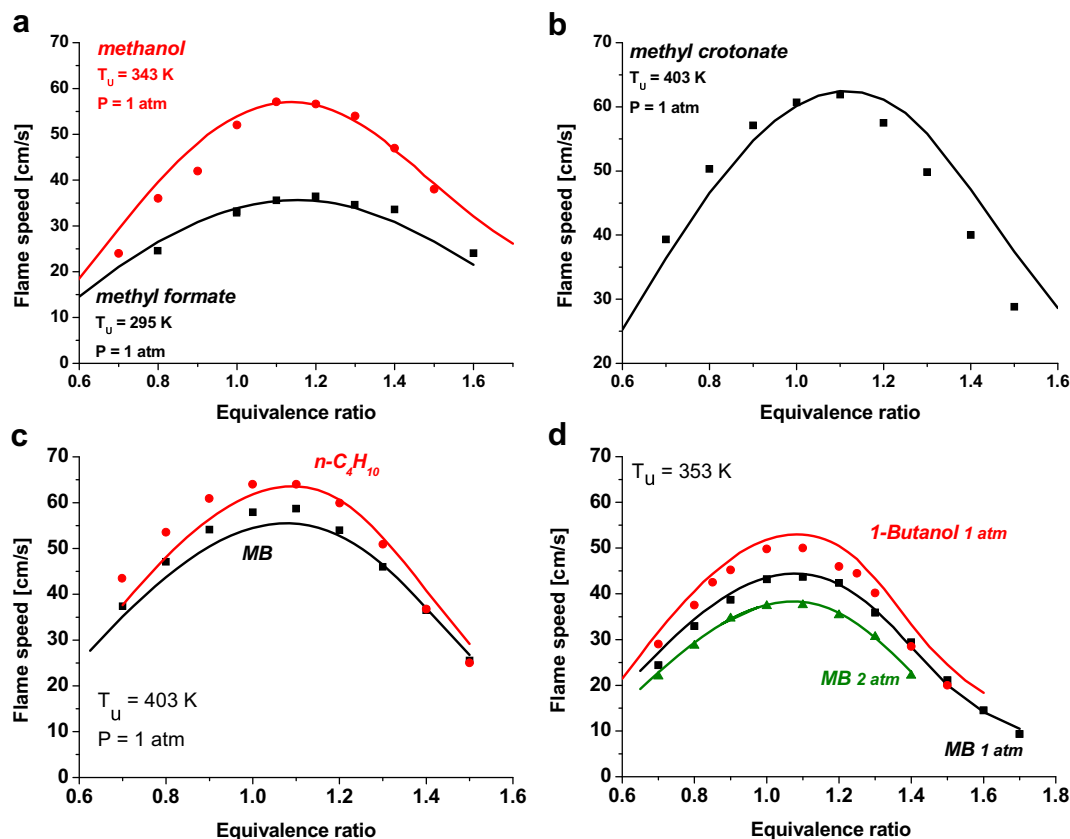 a
methanol
T_U = 343 K
P = 1 atm
methyl formate
T_U = 295 K
P = 1 atm
Flame speed [cm/s]
70
60
50
40
30
20
10
0
0.6 0.8 1.0 1.2 1.4 1.6
Equivalence ratio
b
methyl crotonate
T_U = 403 K
P = 1 atm
Flame speed [cm/s]
70
60
50
40
30
20
0.6 0.8 1.0 1.2 1.4 1.6
Equivalence ratio
c
n-C4H10
MB
T_u = 403 K
P = 1 atm
Flame speed [cm/s]
70
60
50
40
30
20
10
0
0.6 0.8 1.0 1.2 1.4 1.6
Equivalence ratio
d
T_u = 353 K
1-Butanol 1 atm
MB 2 atm
MB 1 atm
Flame speed [cm/s]
70
60
50
40
30
20
10
0
0.6 0.8 1.0 1.2 1.4 1.6 1.8
Equivalence ratio